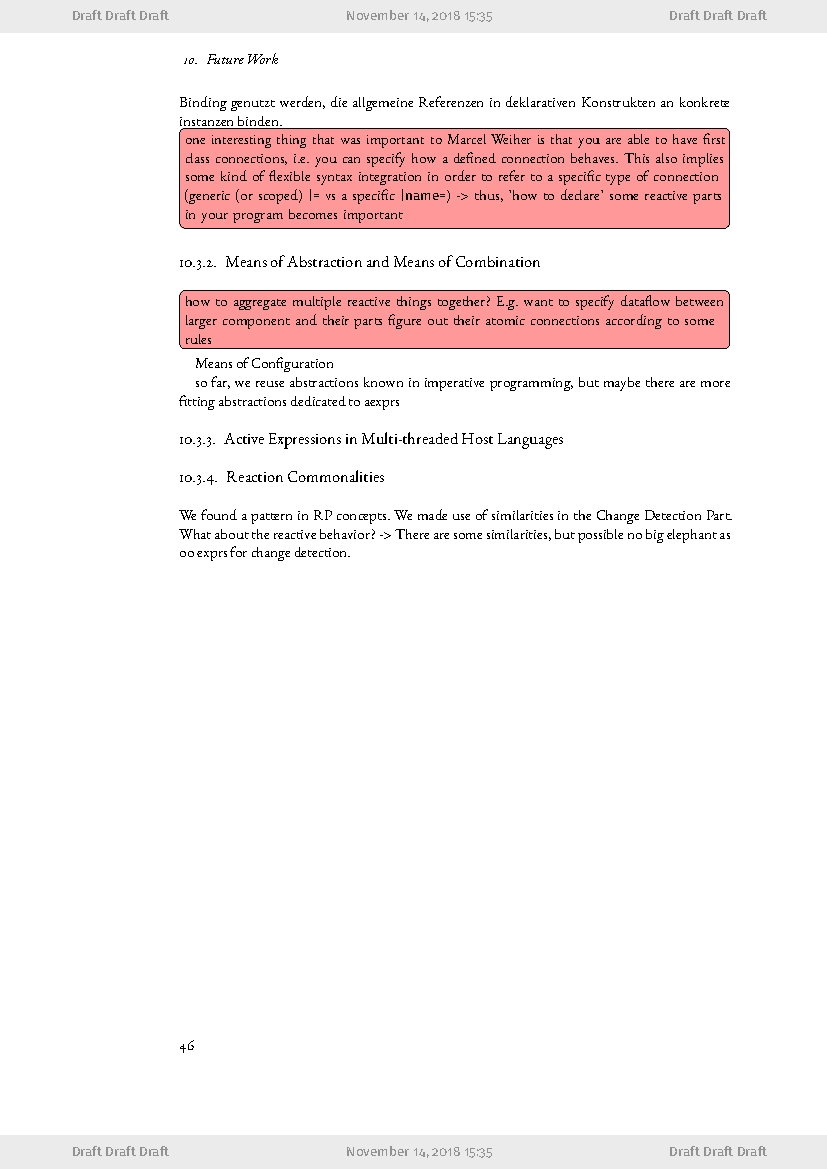 Draft Draft Draft November 14, 2018 15:35 Draft Draft Draft
10. Future Work
Binding genutzt werden, die allgemeine Referenzen in deklarativen Konstrukten an konkrete
instanzen binden.
one interesting thing that was important to Marcel Weiher is that you are able to have first
class connections, i.e. you can specify how a defined connection behaves. This also implies
some kind of flexible syntax integration in order to refer to a specific type of connection
(generic (or scoped) |= vs a specific |name=) -> thus, 'how to declare' some reactive parts
in your program becomes important
10.3.2. Means of Abstraction and Means of Combination
how to aggregate multiple reactive things together? E.g. want to specify dataflow between
larger component and their parts figure out their atomic connections according to some
rules
Means of Configuration
so far, we reuse abstractions known in imperative programming, but maybe there are more
fitting abstractions dedicated to aexprs
10.3.3. Active Expressions in Multi-threaded Host Languages
10.3.4. Reaction Commonalities
We found a pattern in RP concepts. We made use of similarities in the Change Detection Part.
What about the reactive behavior? -> There are some similarities, but possible no big elephant as
oo exprs for change detection.
46
Draft Draft Draft November 14, 2018 15:35 Draft Draft Draft